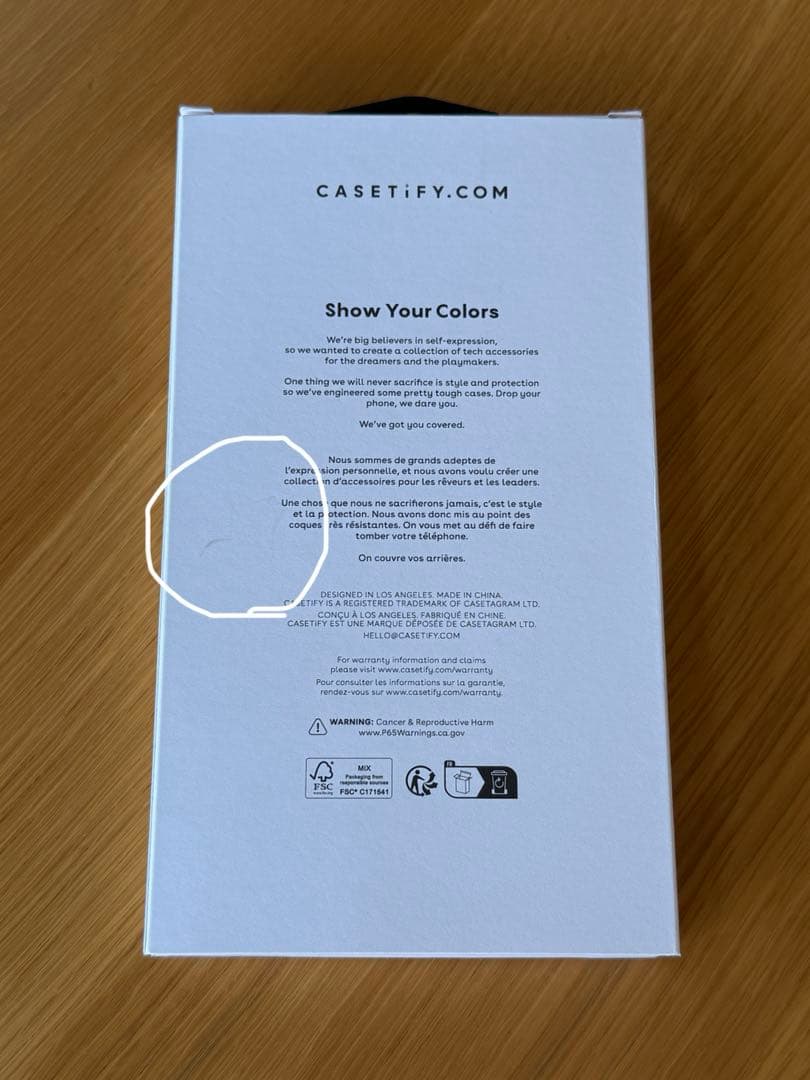 CASETiFY.COM
Show Your Colors
We're big believers in self-expression,
so we wanted to create a collection of tech accessories
for the dreamers and the playmakers.
One thing we will never sacrifice is style and protection
so we've engineered some pretty tough cases. Drop your
phone, we dare you.
We've got you covered.
Nous sommes de grands adeptes de
l'expression personnelle, et nous avons voulu créer une
collection d'accessoires pour les rêveurs et les leaders.
Une chose que nous ne sacrifierons jamais, c'est le style
et la protection. Nous avons donc mis au point des
coques très résistantes. On vous met au défi de faire
tomber votre téléphone.
On couvre vos arrières.
DESIGNED IN LOS ANGELES. MADE IN CHINA.
CASETiFY IS A REGISTERED TRADEMARK OF CASETAGRAM LTD.
CONÇU À LOS ANGELES. FABRIQUÉ EN CHINE.
CASETiFY EST UNE MARQUE DÉPOSÉE DE CASETAGRAM LTD.
HELLO@CASETIFY.COM
For warranty information and claims
please visit www.casetify.com/warranty
Pour consulter les informations sur la garantie,
rendez-vous sur www.casetify.com/warranty.
WARNING: Cancer & Reproductive Harm
www.P65Warnings.ca.gov
FSC
www.fsc.org
MIX
Packaging from
responsible sources
FSC® C171541
FR